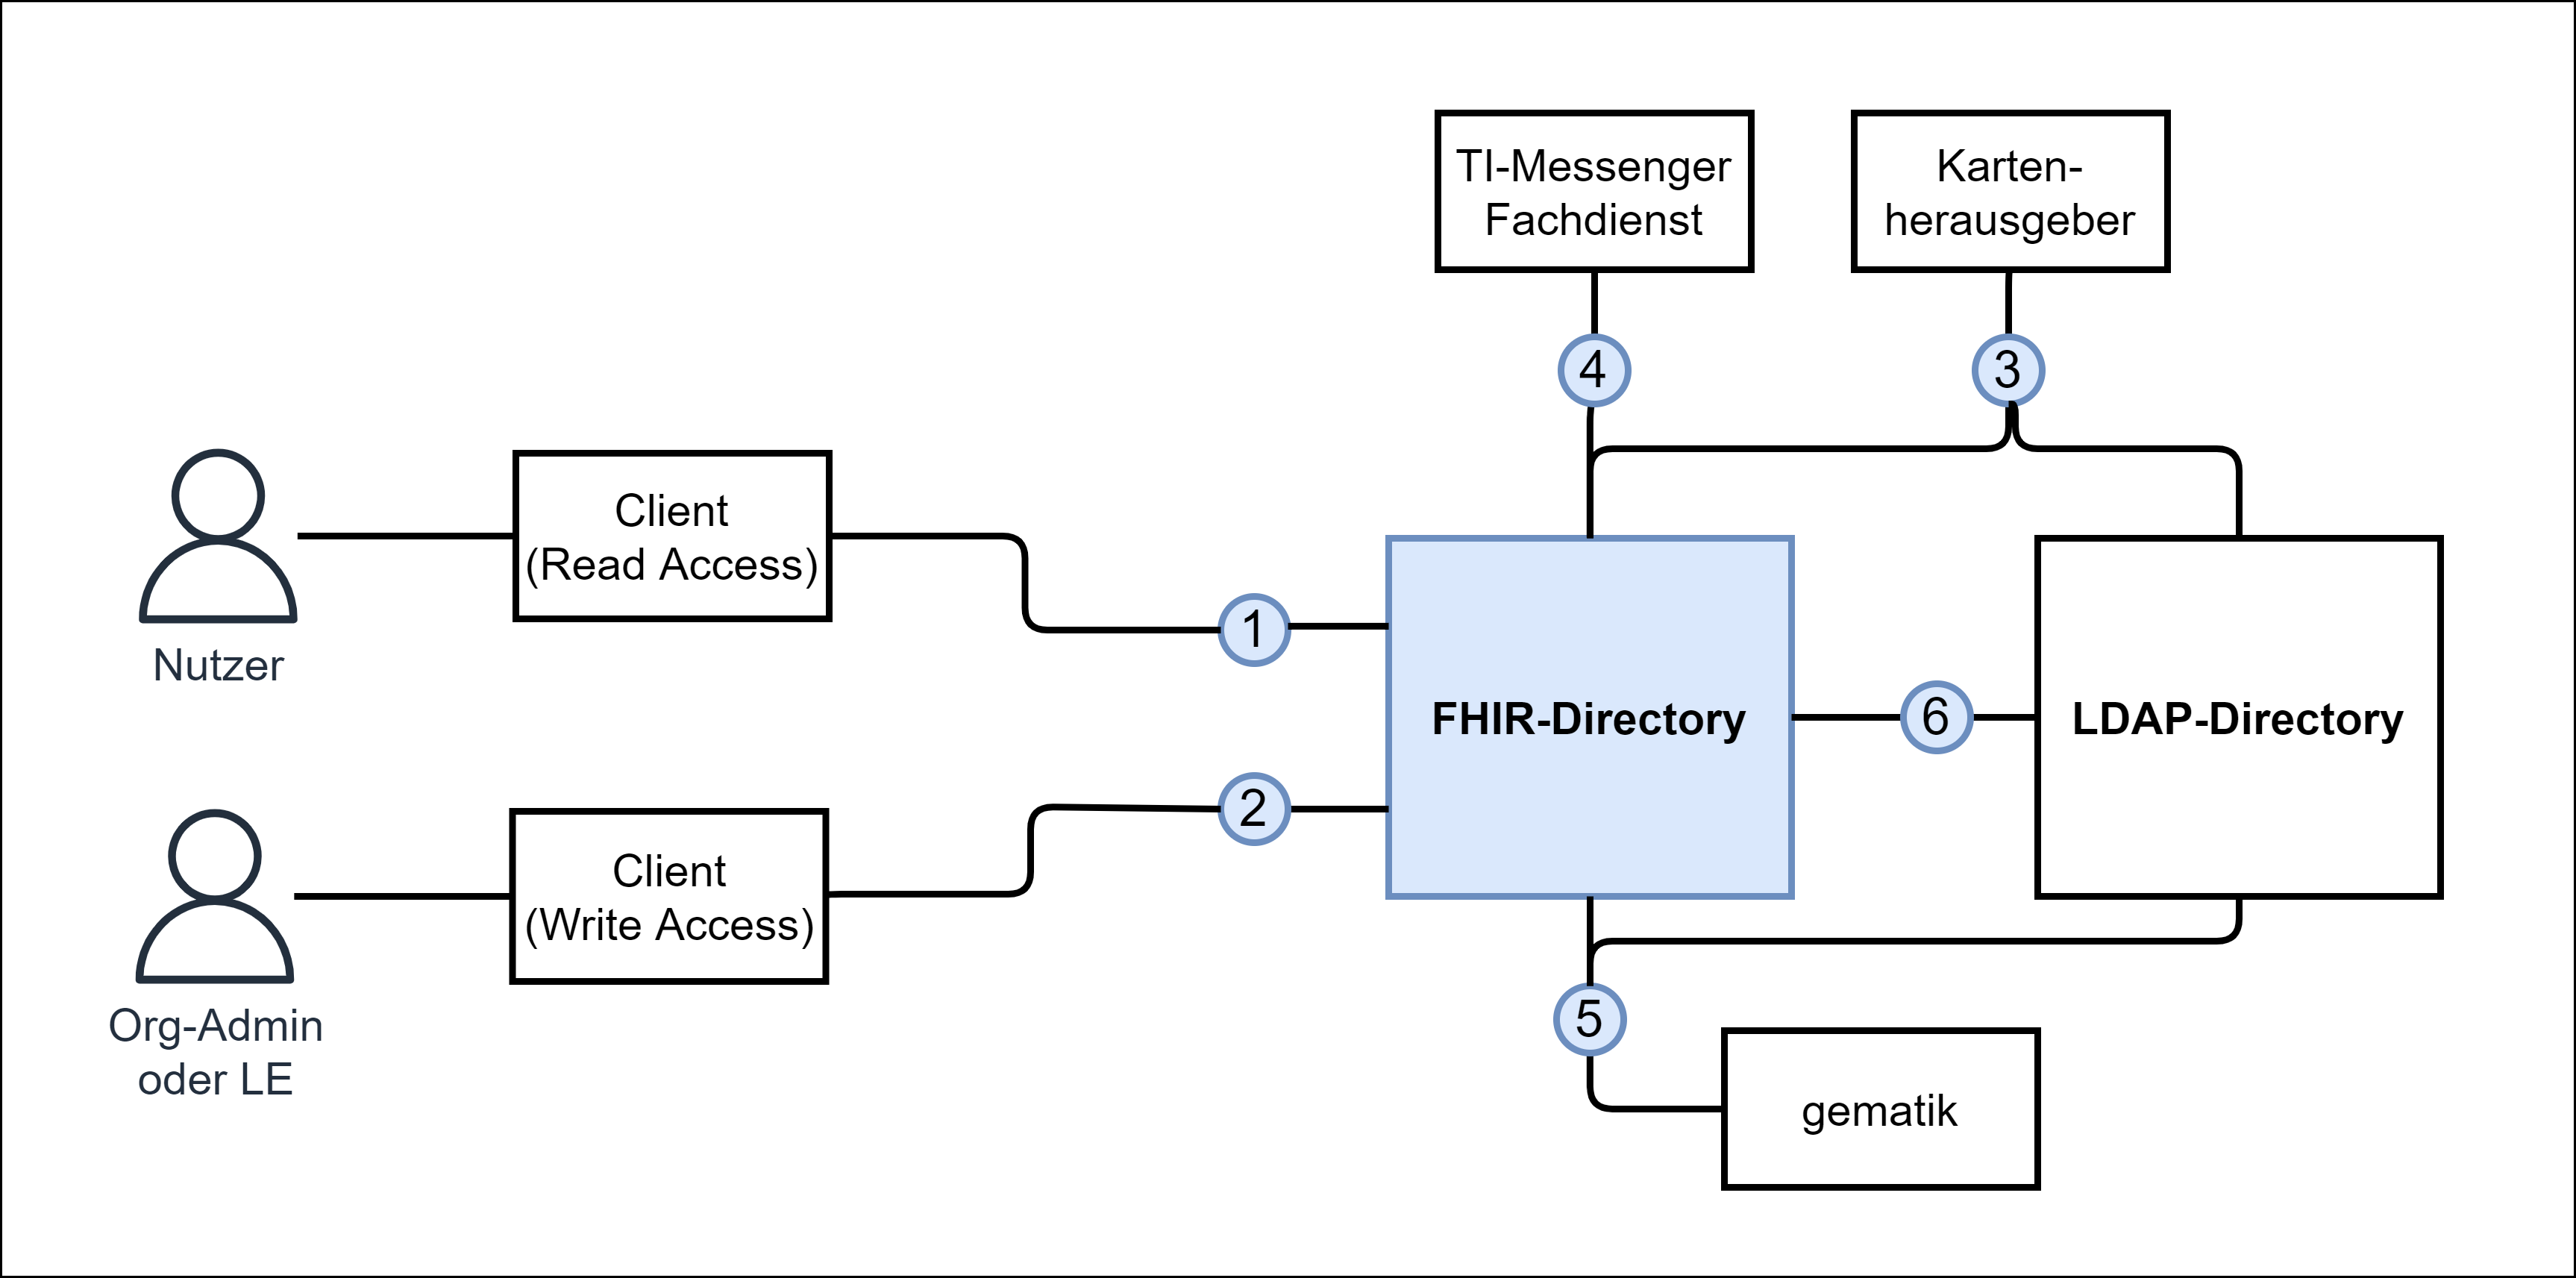 TI-Messenger
Fachdienst
Karten-
herausgeber
4
3
Client
(Read Access)
Nutzer
1
FHIR-Directory
6
LDAP-Directory
2
Client
(Write Access)
Org-Admin
oder LE
5
gematik